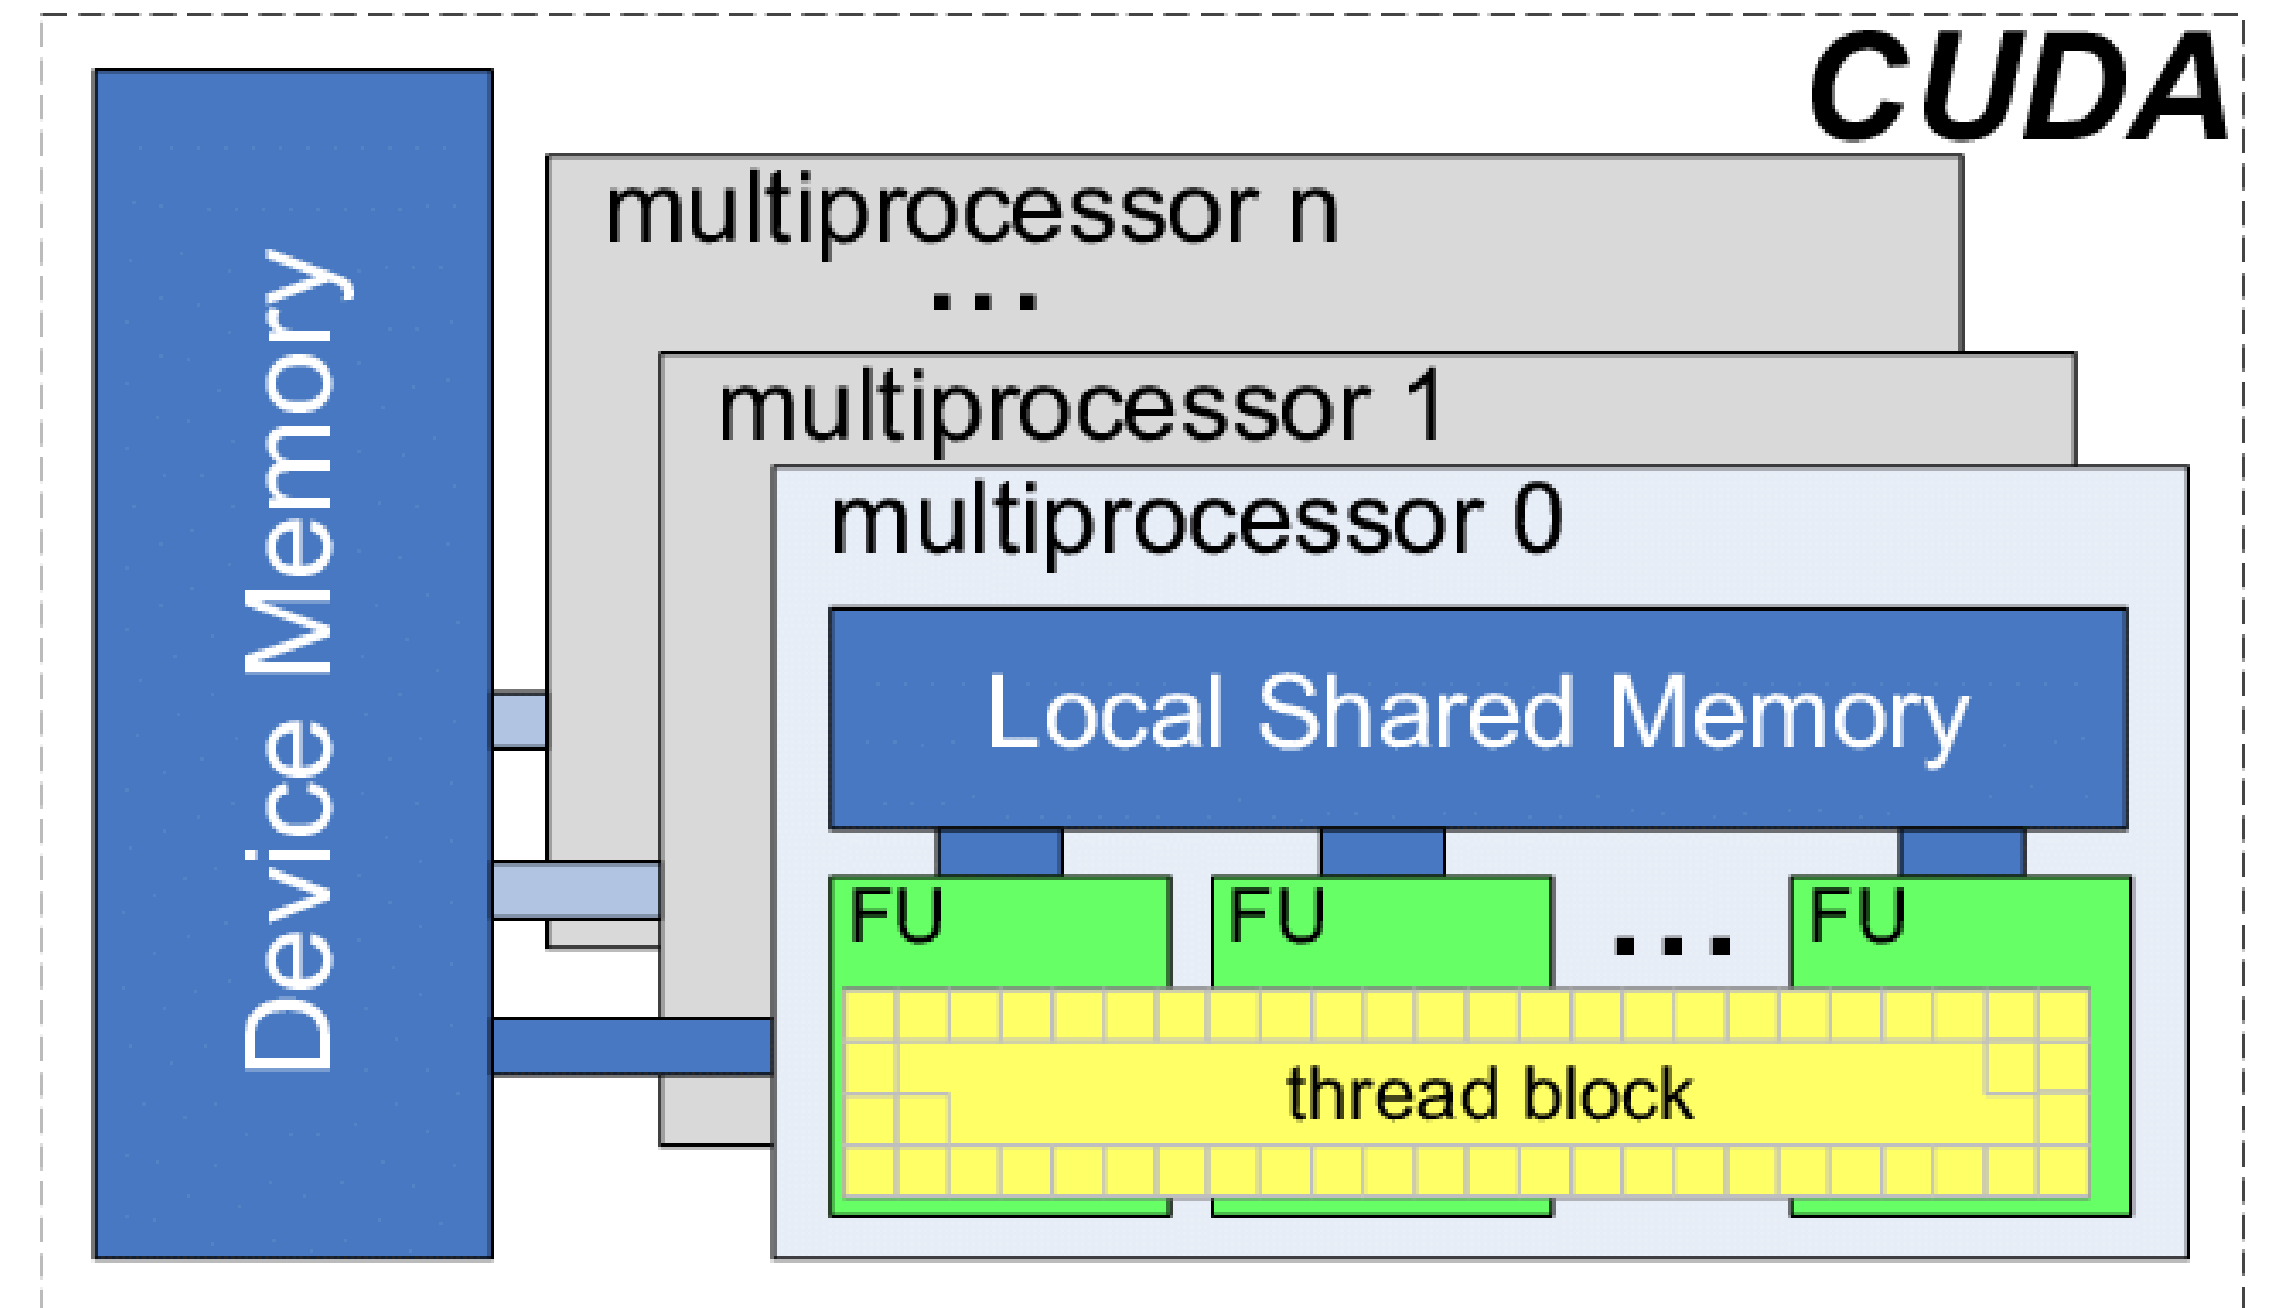 CUDA
Device Memory
multiprocessor n
...
multiprocessor 1
multiprocessor 0
Local Shared Memory
FU
FU
...
FU
thread block